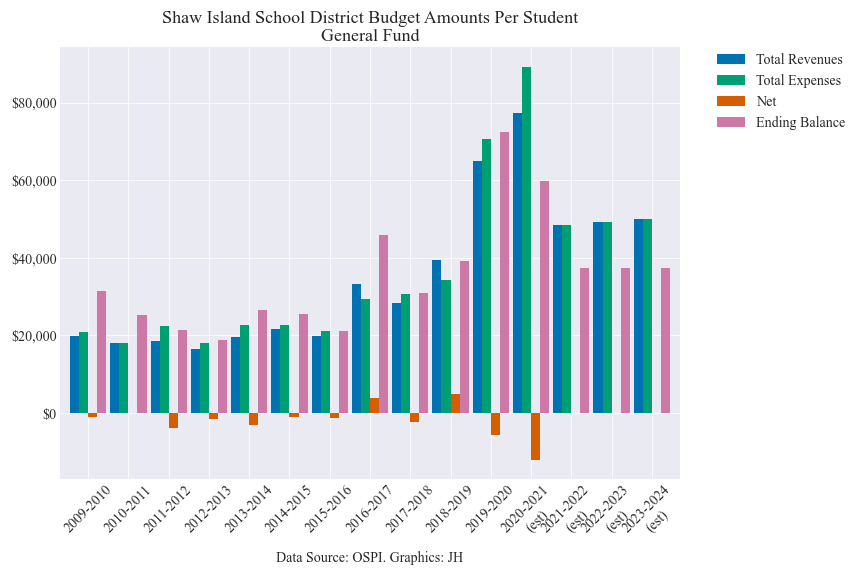 Shaw Island School District Budget Amounts Per Student
General Fund
Total Revenues
Total Expenses
Net
Ending Balance
$80,000
$60,000
$40,000
$20,000
$0
2009-2010
2010-2011
2011-2012
2012-2013
2013-2014
2014-2015
2015-2016
2016-2017
2017-2018
2018-2019
2019-2020
2020-2021
(est)
2021-2022
(est)
2022-2023
(est)
2023-2024
(est)
Data Source: OSPI. Graphics: JH